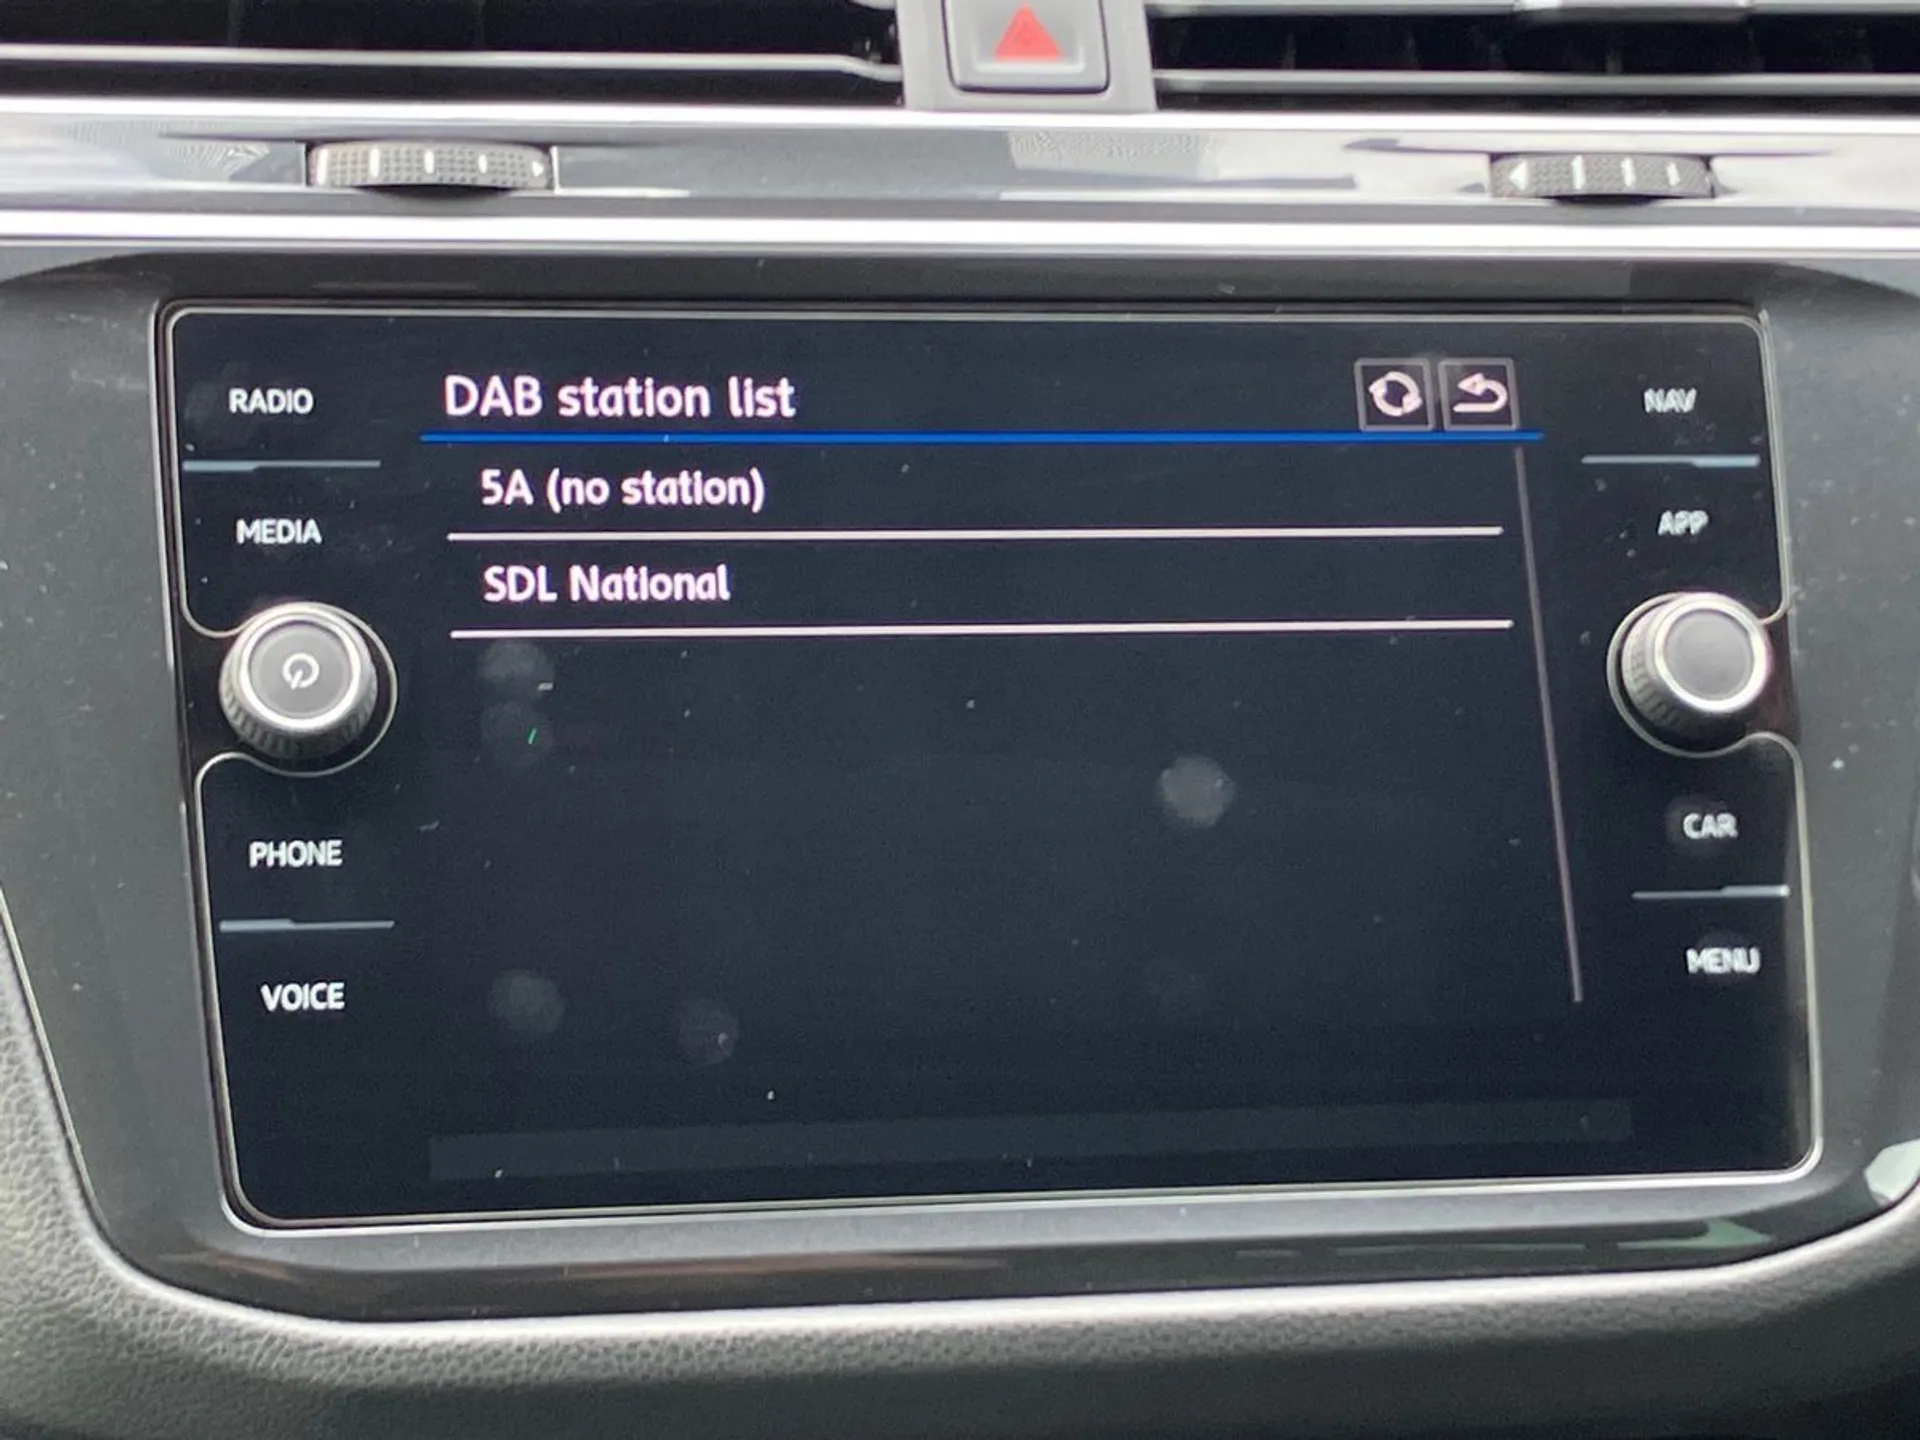 RADIO
MEDIA
PHONE
VOICE
DAB station list
5A (no station)
SDL National
NAV
APP
CAR
MENU